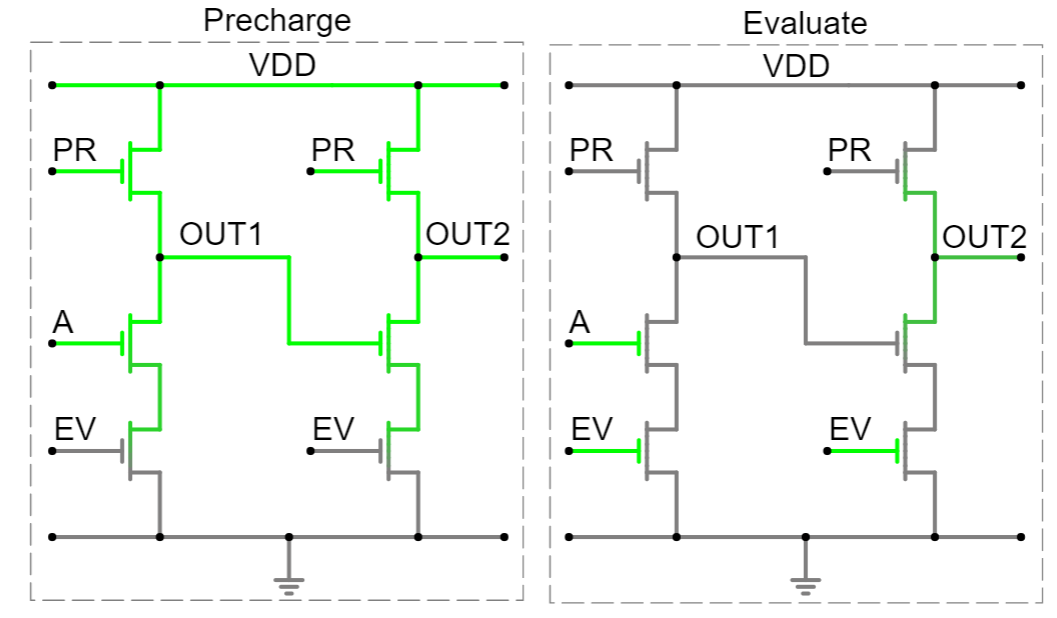 Precharge
VDD
PR
PR
OUT1
OUT2
A
EV
EV
Evaluate
VDD
PR
PR
OUT1
OUT2
A
EV
EV